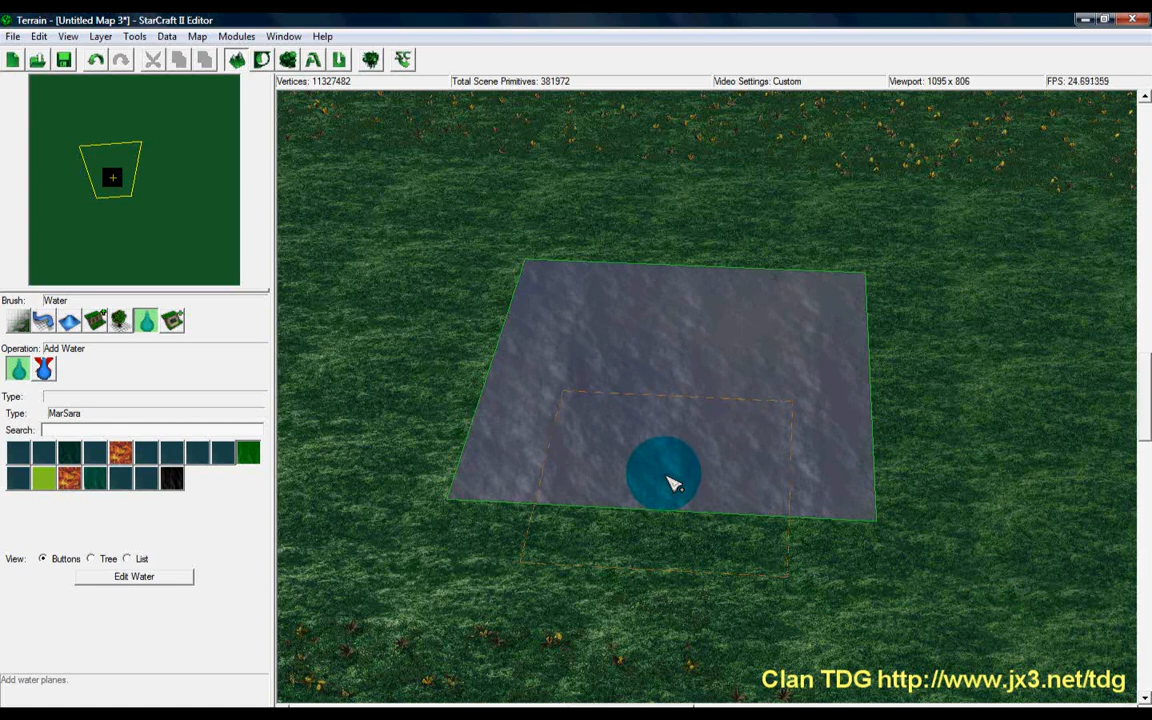 Terrain - [Untitled Map 3*] - StarCraft II Editor
File Edit View Layer Tools Data Map Modules Window Help
Vertices: 11327482 Total Scene Primitives: 381972 Video Settings: Custom Viewport: 1095 x 806 FPS: 24.691359
Brush: Water
Operation: Add Water
Type:
Type: MarSara
Search:
View: Buttons Tree List
Edit Water
Add water planes.
Clan TDG http://www.jx3.net/tdg